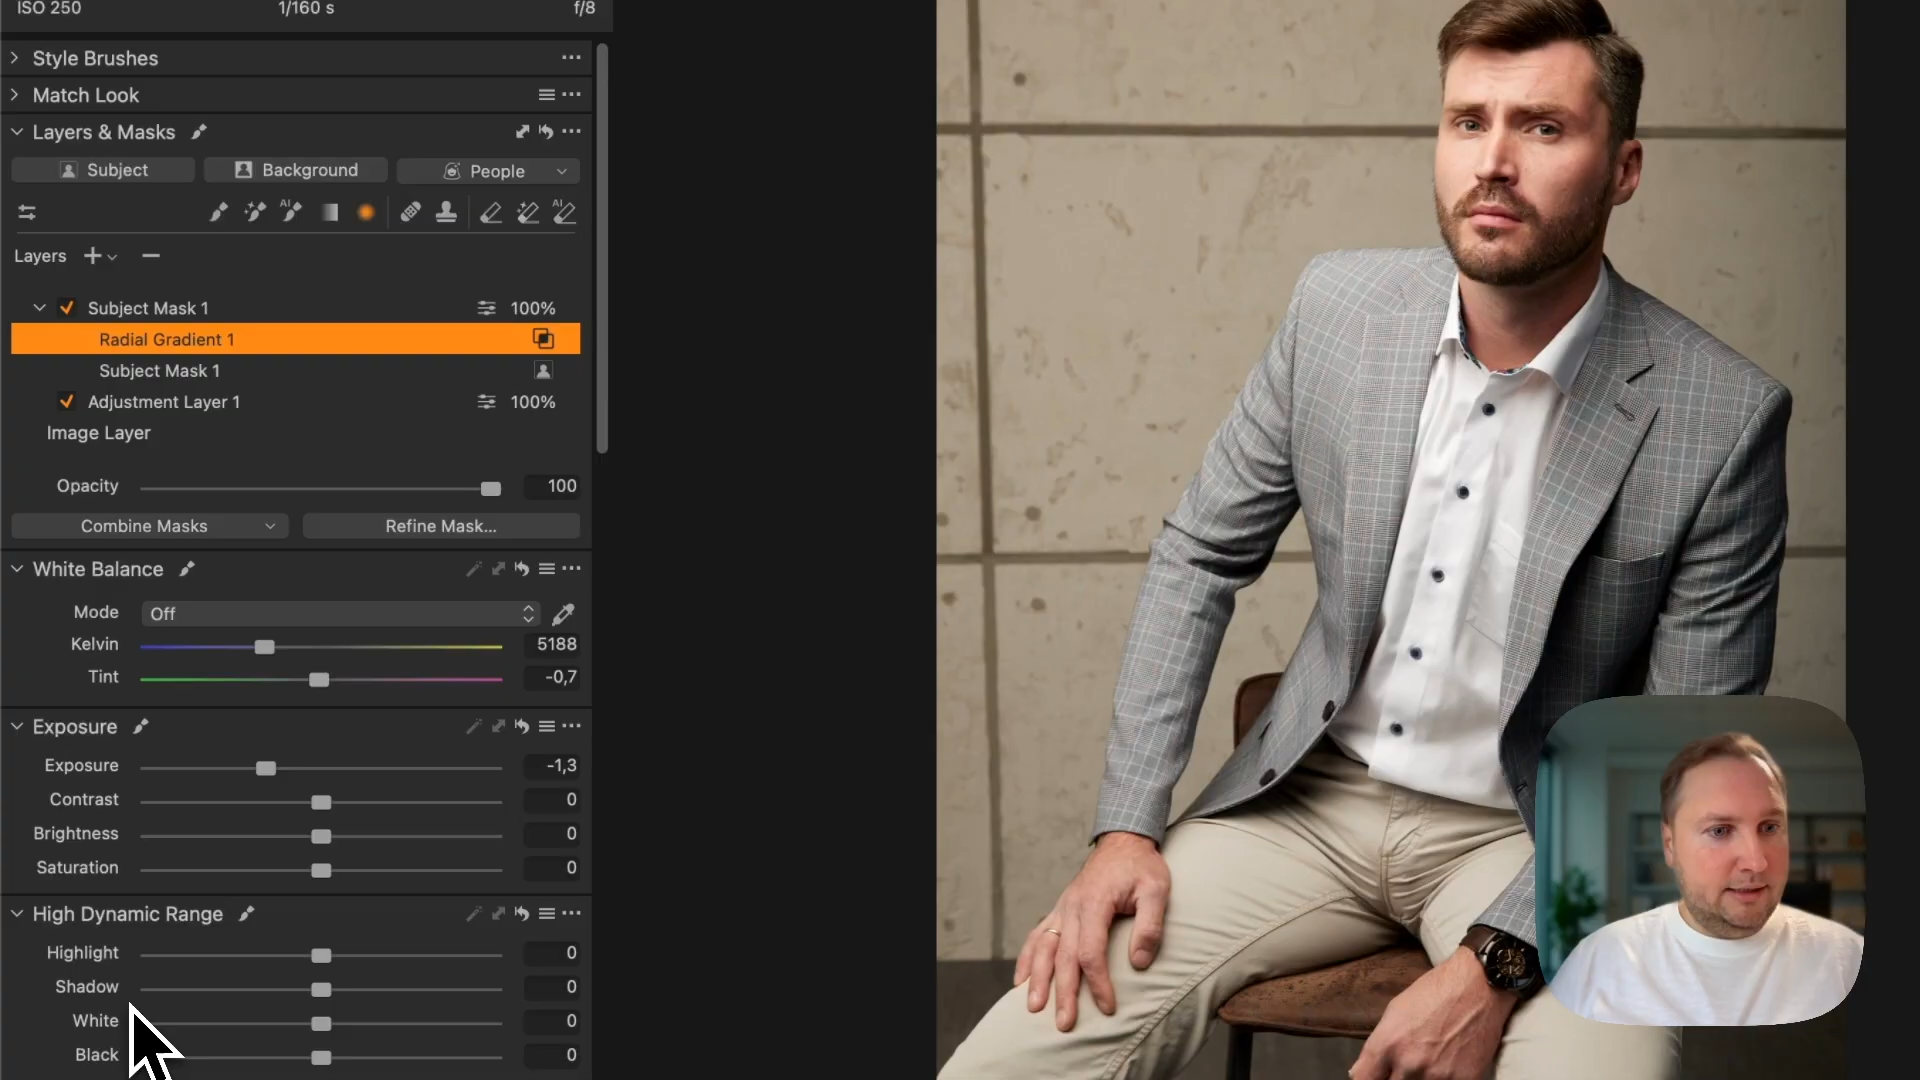 ISO 250 1/160 s f/8
Style Brushes
Match Look
Layers & Masks
Subject Background People
AI AI
Layers
Subject Mask 1 100%
Radial Gradient 1
Subject Mask 1
Adjustment Layer 1 100%
Image Layer
Opacity 100
Combine Masks Refine Mask...
White Balance
Mode Off
Kelvin 5188
Tint -0,7
Exposure
Exposure -1,3
Contrast 0
Brightness 0
Saturation 0
High Dynamic Range
Highlight 0
Shadow 0
White 0
Black 0